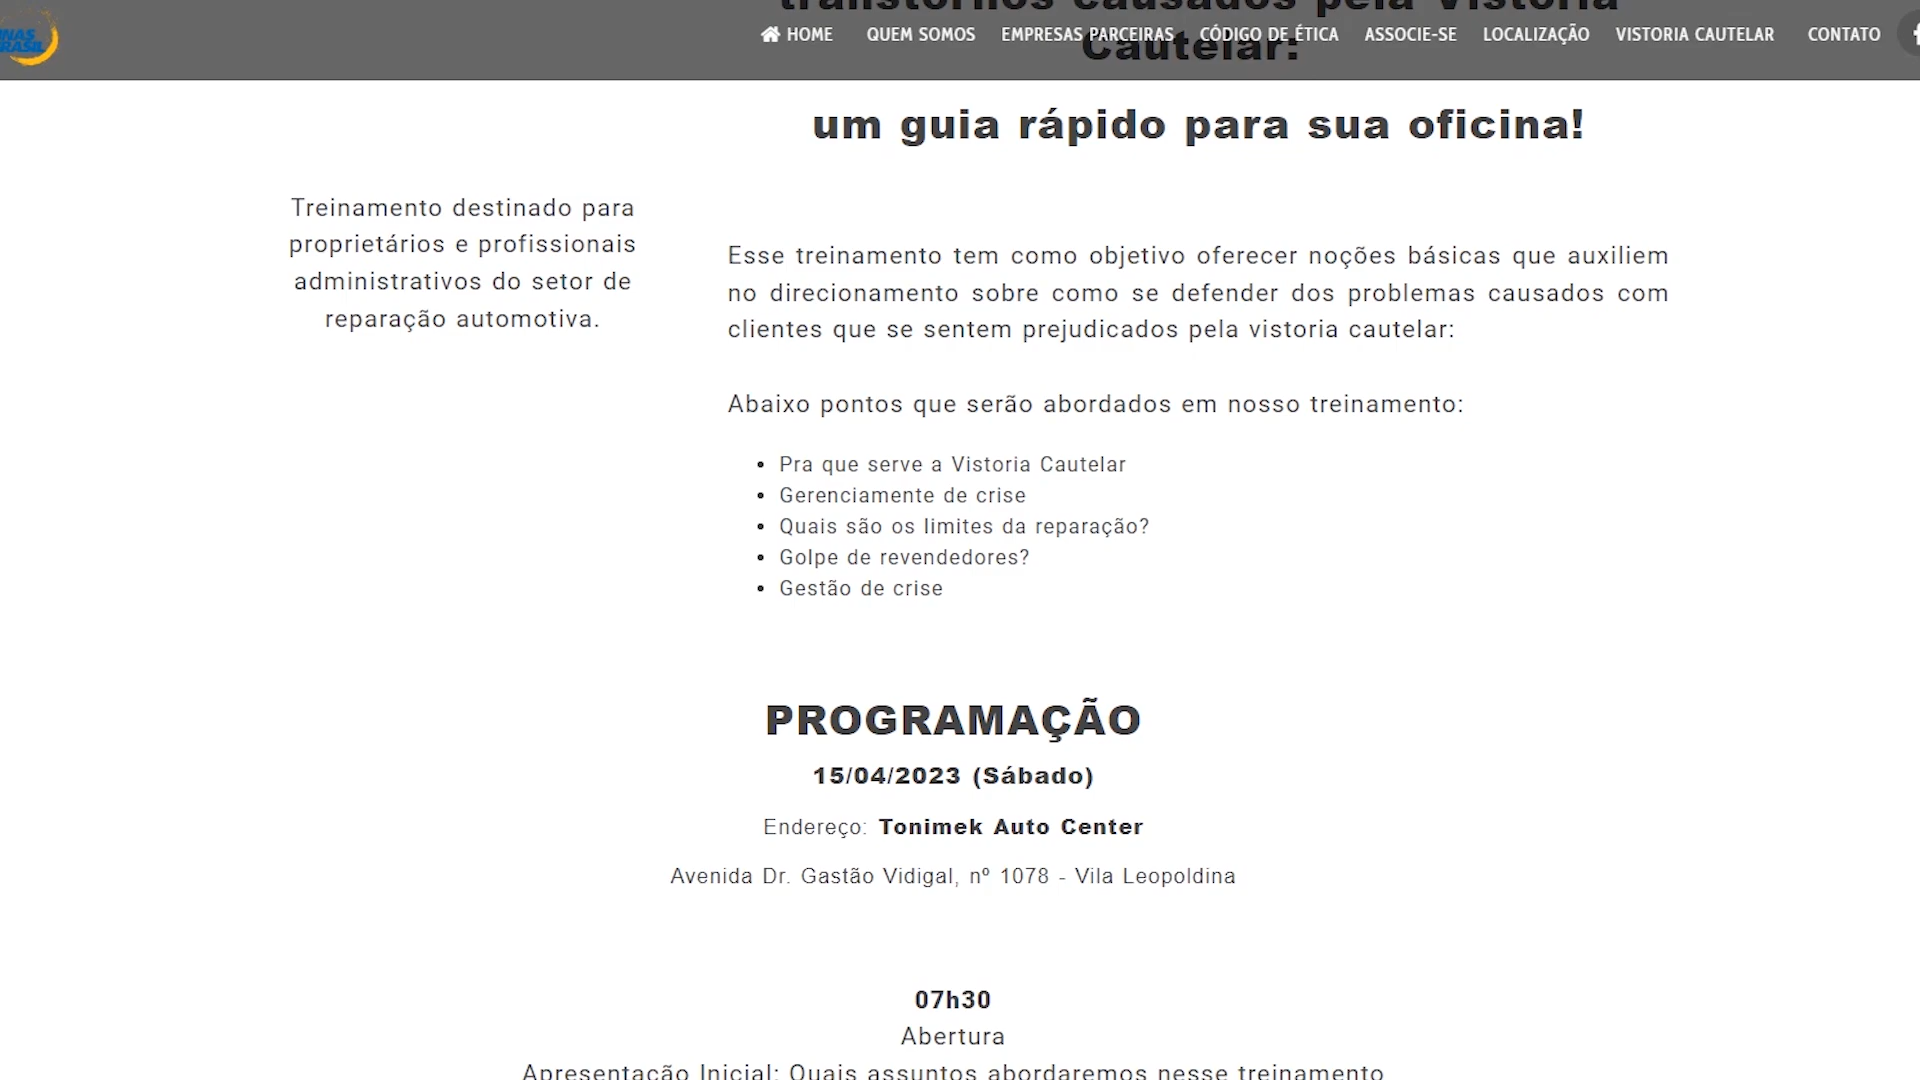 transtornos causados pela Vistoria
NAS
BRASIL
HOME QUEM SOMOS EMPRESAS PARCEIRAS CÓDIGO DE ÉTICA ASSOCIE-SE LOCALIZAÇÃO VISTORIA CAUTELAR CONTATO
Cautelar:
um guia rápido para sua oficina!
Treinamento destinado para
proprietários e profissionais
administrativos do setor de
reparação automotiva.
Esse treinamento tem como objetivo oferecer noções básicas que auxiliem
no direcionamento sobre como se defender dos problemas causados com
clientes que se sentem prejudicados pela vistoria cautelar:
Abaixo pontos que serão abordados em nosso treinamento:
• Pra que serve a Vistoria Cautelar
• Gerenciamente de crise
• Quais são os limites da reparação?
• Golpe de revendedores?
• Gestão de crise
PROGRAMAÇÃO
15/04/2023 (Sábado)
Endereço: Tonimek Auto Center
Avenida Dr. Gastão Vidigal, nº 1078 - Vila Leopoldina
07h30
Abertura
Apresentação Inicial: Quais assuntos abordaremos nesse treinamento